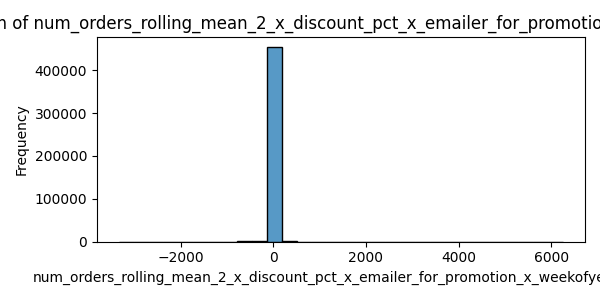 n of num_orders_rolling_mean_2_x_discount_pct_x_emailer_for_promotio
Frequency
400000
300000
200000
100000
0
−2000 0 2000 4000 6000
num_orders_rolling_mean_2_x_discount_pct_x_emailer_for_promotion_x_weekofye